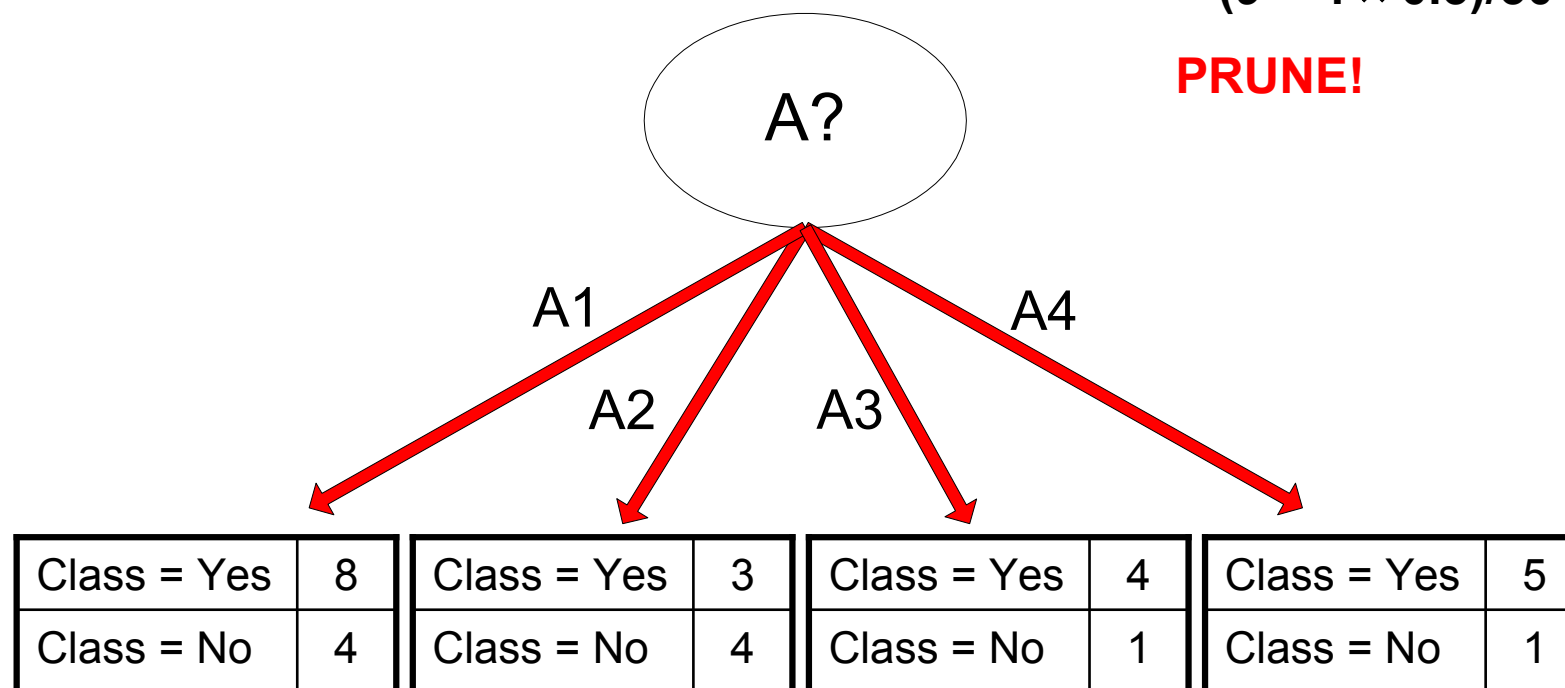 PRUNE!
A?
A1
A4
A2
A3
Class = Yes 8 Class = Yes 3 Class = Yes 4 Class = Yes 5
Class = No 4 Class = No 4 Class = No 1 Class = No 1